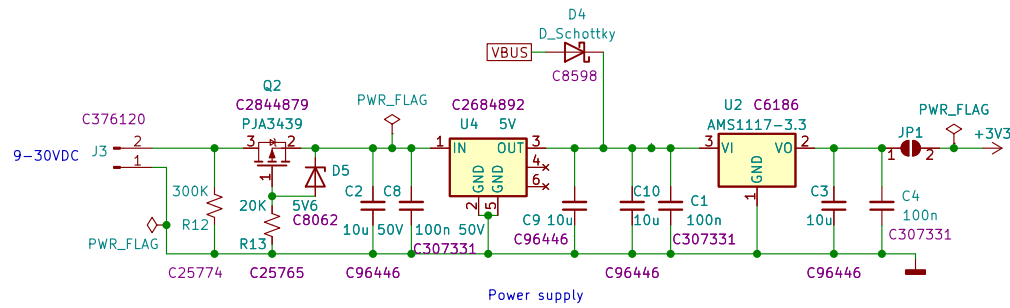 D4
D_Schottky
VBUS
C8598
Q2
C2844879
PJA3439
3 2
1
PWR_FLAG
C2684892
U4 5V
1 IN OUT 3
4
6
GND
GND
2 5
U2 C6186
AMS1117-3.3
3 VI VO 2
GND
1
PWR_FLAG
JP1
1 2
+3V3
C376120
9-30VDC
J3
2
1
300K
R12
C25774
20K
R13
C25765
D5
5V6
C8062
C2
10u 50V
C96446
C8
100n 50V
C307331
C9 10u
C96446
C10
10u
C96446
C1
100n
C307331
C3
10u
C96446
C4
100n
C307331
PWR_FLAG
Power supply